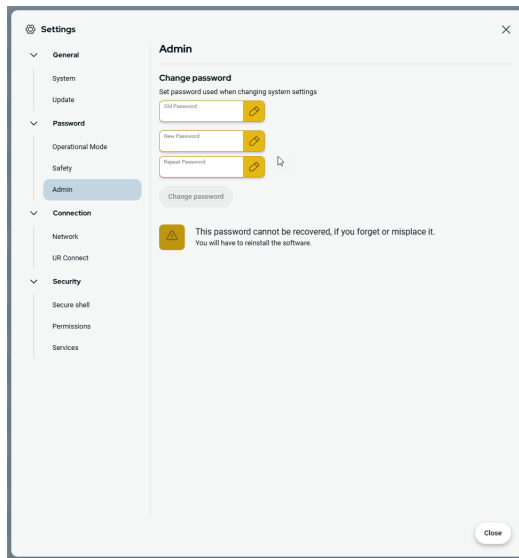 Settings
General
System
Update
Password
Operational Mode
Safety
Admin
Connection
Network
UR Connect
Security
Secure shell
Permissions
Services
Admin
Change password
Set password used when changing system settings
Old Password
New Password
Repeat Password
Change password
This password cannot be recovered, if you forget or misplace it.
You will have to reinstall the software.
Close